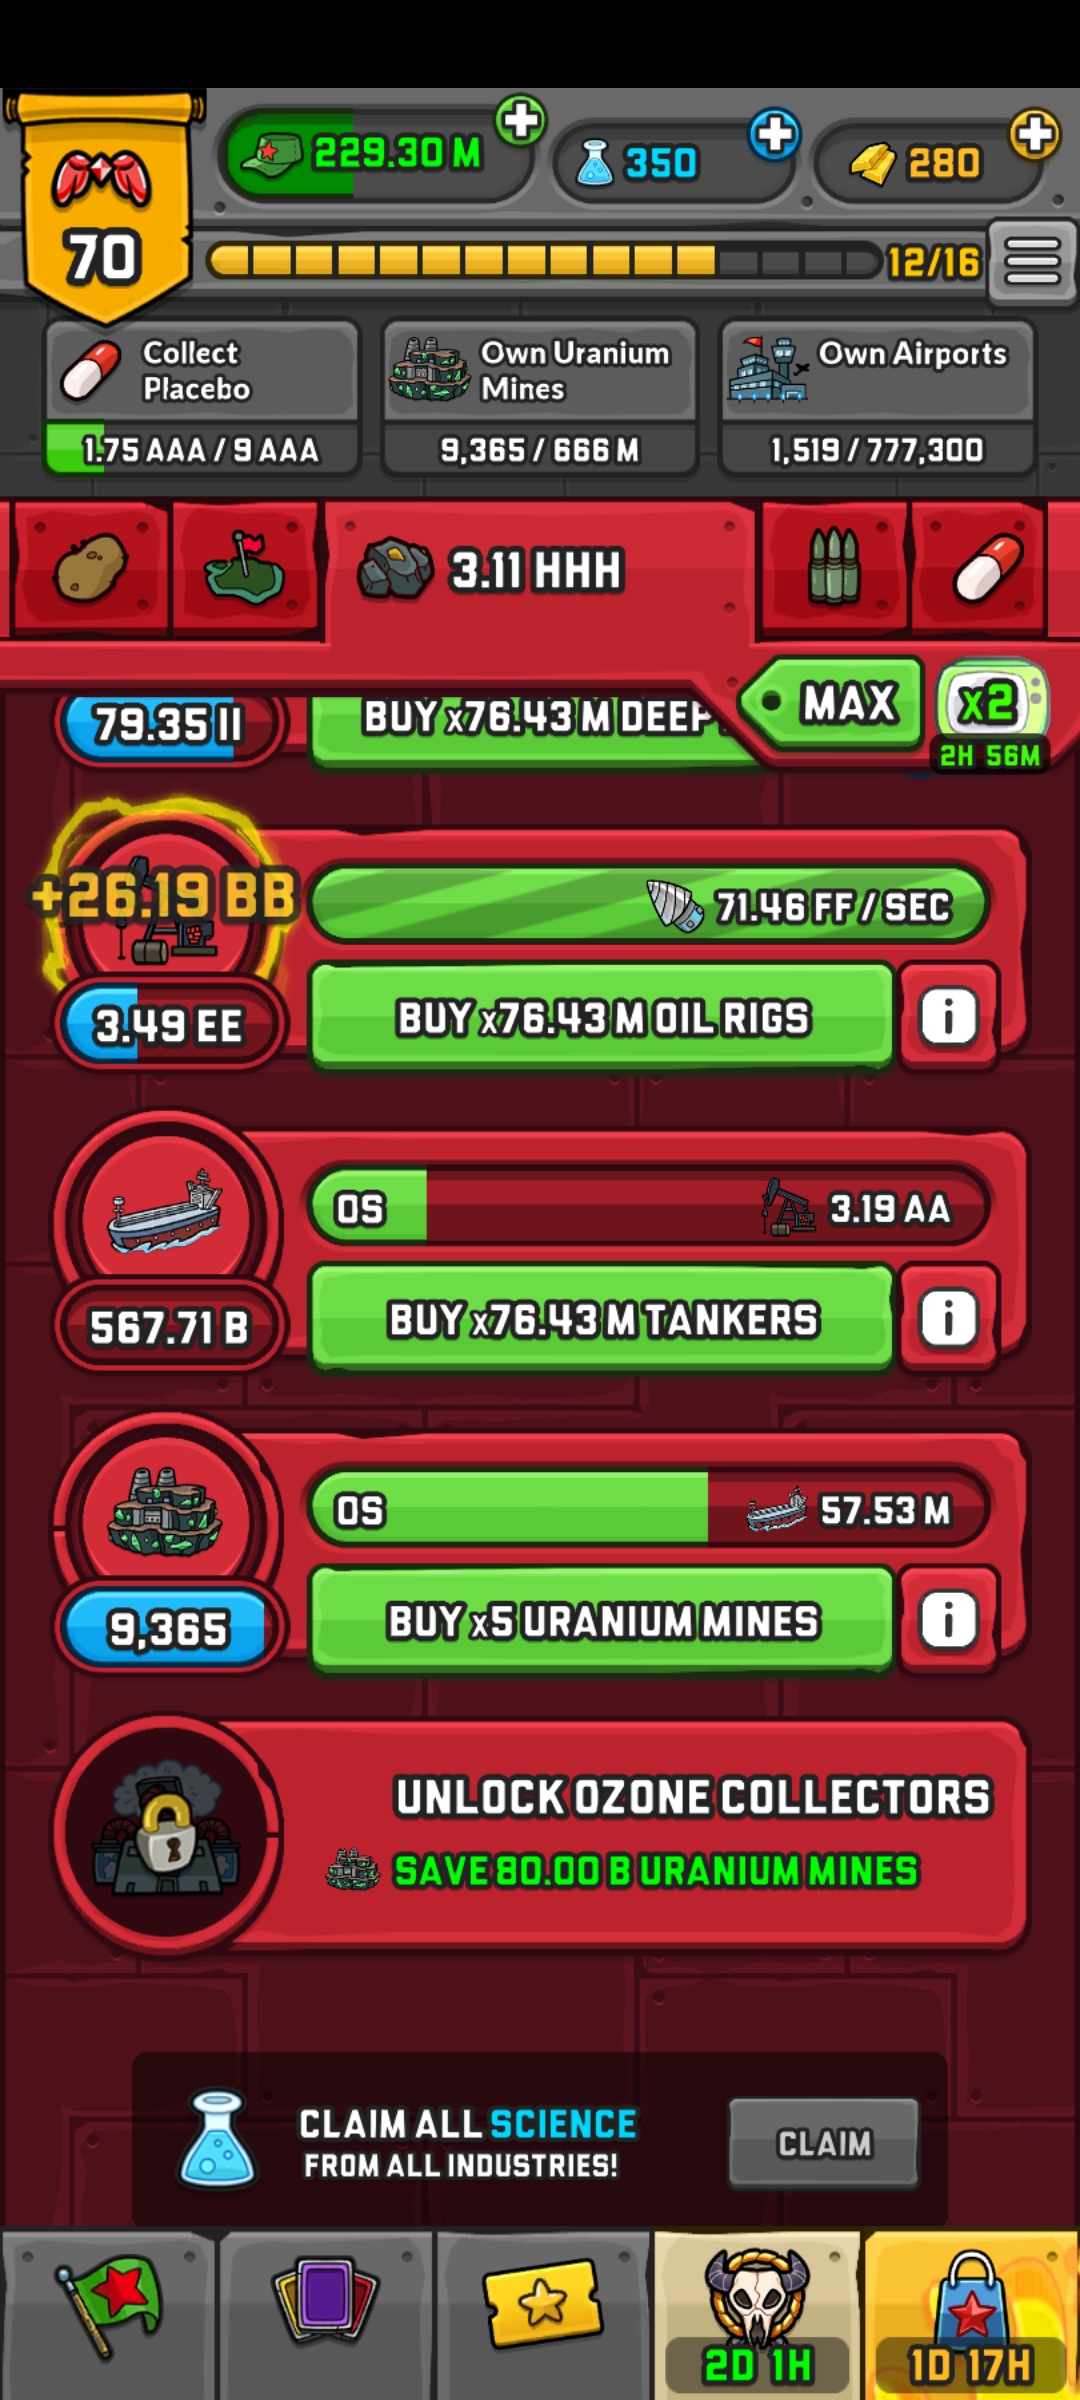 229.30 M
350
280
70
12/16
Collect
Placebo
Own Uranium
Mines
Own Airports
1.75 AAA / 9 AAA
9,365 / 666 M
1,519 / 777,300
3.11 HHH
MAX
x2
2H 56M
79.35 II
BUY x76.43 M DEEP
+26.19 BB
71.46 FF / SEC
3.49 EE
BUY x76.43 M OIL RIGS
i
0S
3.19 AA
567.71 B
BUY x76.43 M TANKERS
i
0S
57.53 M
9,365
BUY x5 URANIUM MINES
i
UNLOCK OZONE COLLECTORS
SAVE 80.00 B URANIUM MINES
CLAIM ALL SCIENCE
FROM ALL INDUSTRIES!
CLAIM
2D 1H
1D 17H